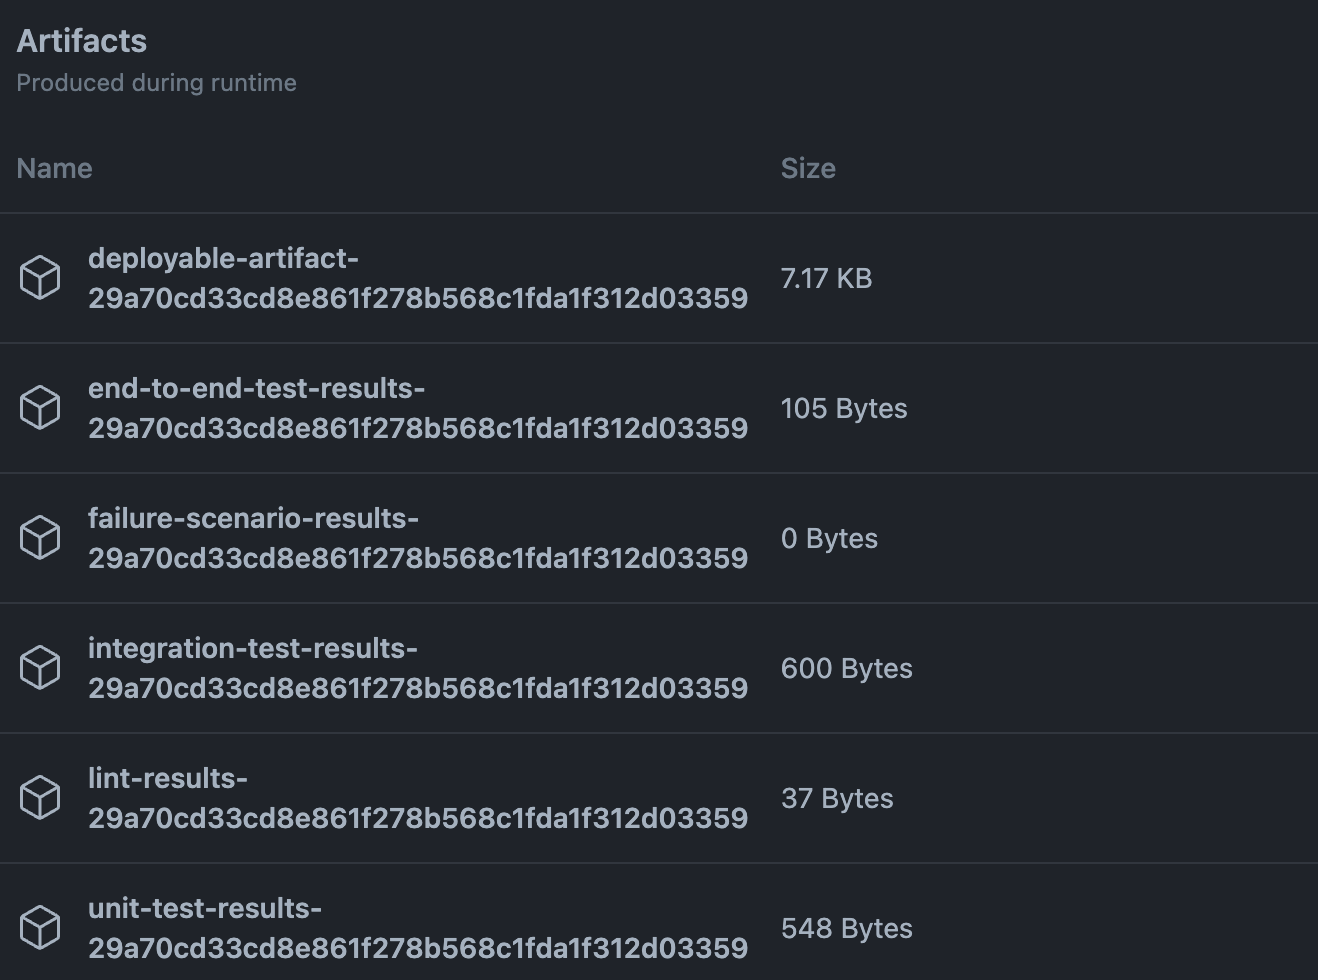 Artifacts
Produced during runtime
Name Size
deployable-artifact-
29a70cd33cd8e861f278b568c1fda1f312d03359
7.17 KB
end-to-end-test-results-
29a70cd33cd8e861f278b568c1fda1f312d03359
105 Bytes
failure-scenario-results-
29a70cd33cd8e861f278b568c1fda1f312d03359
0 Bytes
integration-test-results-
29a70cd33cd8e861f278b568c1fda1f312d03359
600 Bytes
lint-results-
29a70cd33cd8e861f278b568c1fda1f312d03359
37 Bytes
unit-test-results-
29a70cd33cd8e861f278b568c1fda1f312d03359
548 Bytes